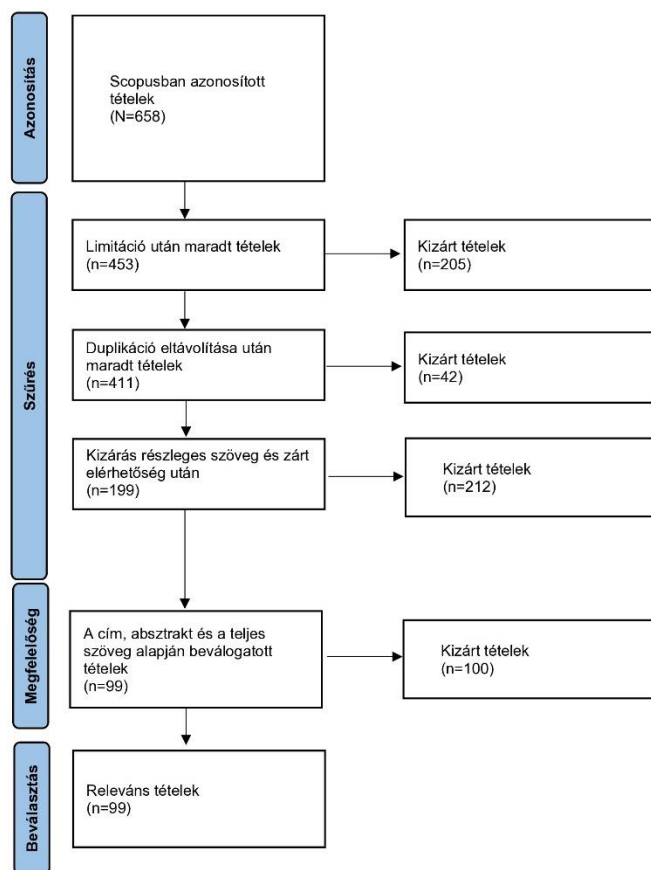 Azonosítás
Scopusban azonosított
tételek
(N=658)
Szűrés
Limitáció után maradt tételek
(n=453)
Kizárt tételek
(n=205)
Duplikáció eltávolítása után
maradt tételek
(n=411)
Kizárt tételek
(n=42)
Kizárás részleges szöveg és zárt
elérhetőség után
(n=199)
Kizárt tételek
(n=212)
Megfelelőség
A cím, absztrakt és a teljes
szöveg alapján beválogatott
tételek
(n=99)
Kizárt tételek
(n=100)
Beválasztás
Releváns tételek
(n=99)